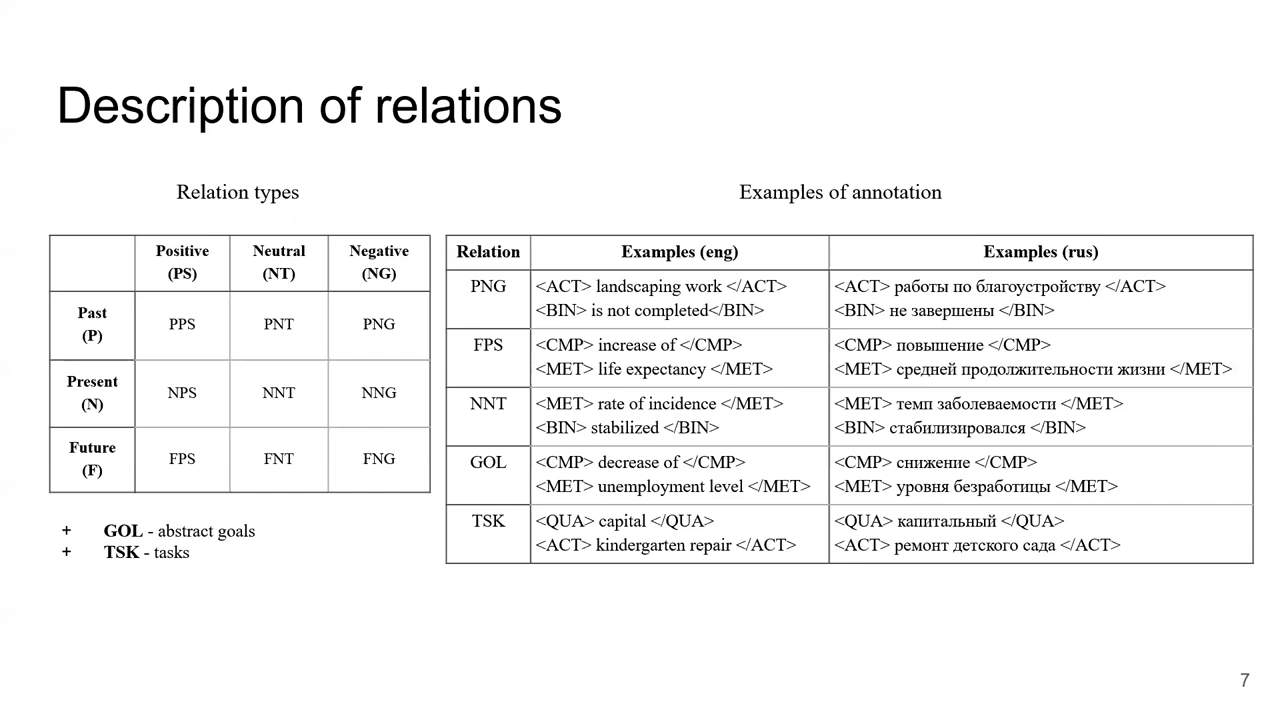 Description of relations
Relation types
Positive Neutral Negative
(PS) (NT) (NG)
Past
(P) PPS PNT PNG
Present
(N) NPS NNT NNG
Future
(F) FPS FNT FNG
+ GOL - abstract goals
+ TSK - tasks
Examples of annotation
Relation Examples (eng) Examples (rus)
PNG <ACT> landscaping work </ACT> <ACT> работы по благоустройству </ACT>
<BIN> is not completed</BIN> <BIN> не завершены </BIN>
FPS <CMP> increase of </CMP> <CMP> повышение </CMP>
<MET> life expectancy </MET> <MET> средней продолжительности жизни </MET>
NNT <MET> rate of incidence </MET> <MET> темп заболеваемости </MET>
<BIN> stabilized </BIN> <BIN> стабилизировался </BIN>
GOL <CMP> decrease of </CMP> <CMP> снижение </CMP>
<MET> unemployment level </MET> <MET> уровня безработицы </MET>
TSK <QUA> capital </QUA> <QUA> капитальный </QUA>
<ACT> kindergarten repair </ACT> <ACT> ремонт детского сада </ACT>
7